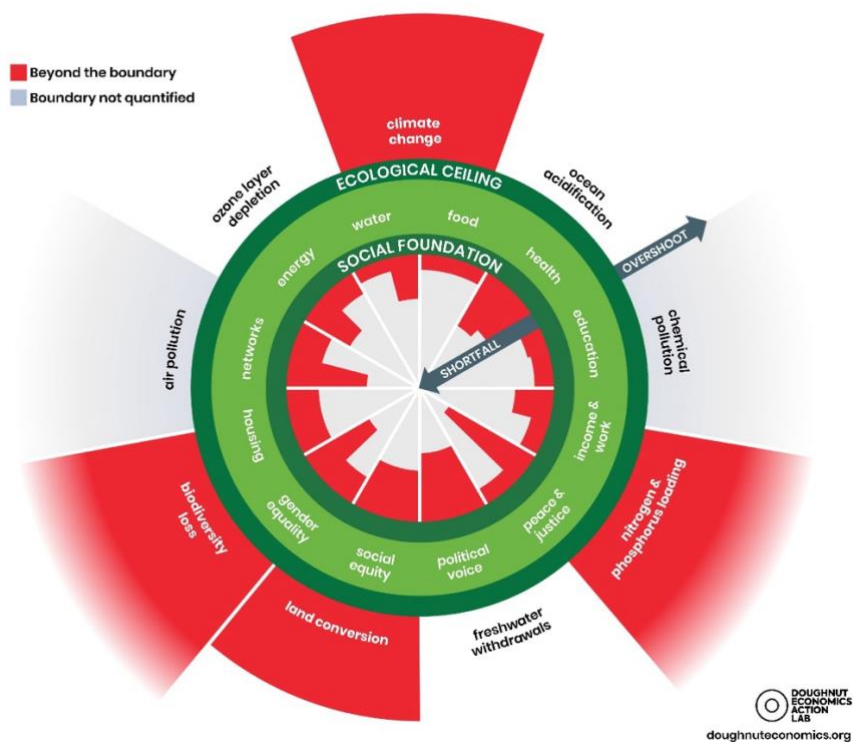 Beyond the boundary
Boundary not quantified
climate
change
ozone layer
depletion
ocean
acidification
ECOLOGICAL CEILING
OVERSHOOT
water
food
energy
health
SOCIAL FOUNDATION
SHORTFALL
networks
education
air pollution
chemical
pollution
housing
income &
work
gender
equality
peace &
justice
social
equity
political
voice
biodiversity
loss
nitrogen &
phosphorus loading
land conversion
freshwater
withdrawals
DOUGHNUT
ECONOMICS
ACTION
LAB
doughnuteconomics.org